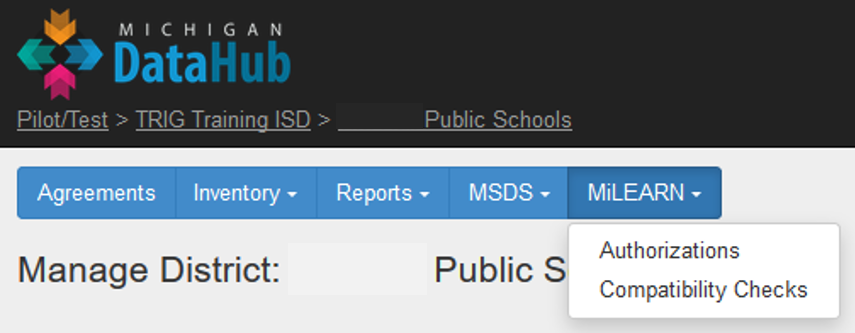 MICHIGAN
DataHub
Pilot/Test > TRIG Training ISD > Public Schools
Agreements Inventory Reports MSDS MiLEARN
Authorizations
Manage District: Public S
Compatibility Checks